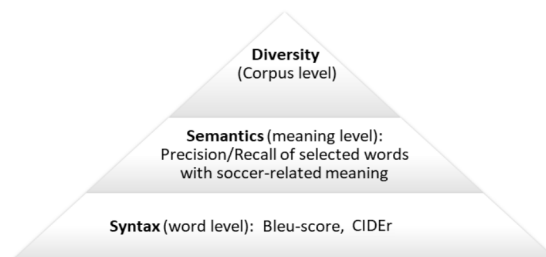 Diversity
(Corpus level)
Semantics (meaning level):
Precision/Recall of selected words
with soccer-related meaning
Syntax (word level): Bleu-score, CIDEr